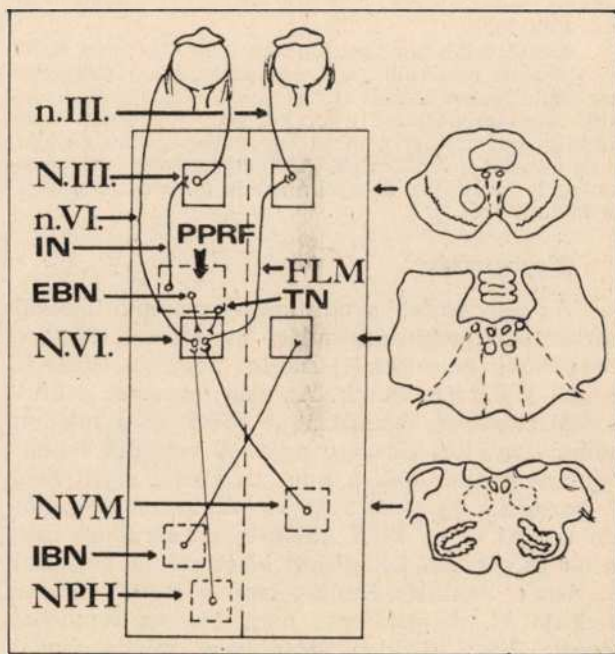 n.III.
N.III.
n.VI.
PPRF
IN
FLM
EBN
TN
N.VI.
NVM
IBN
NPH